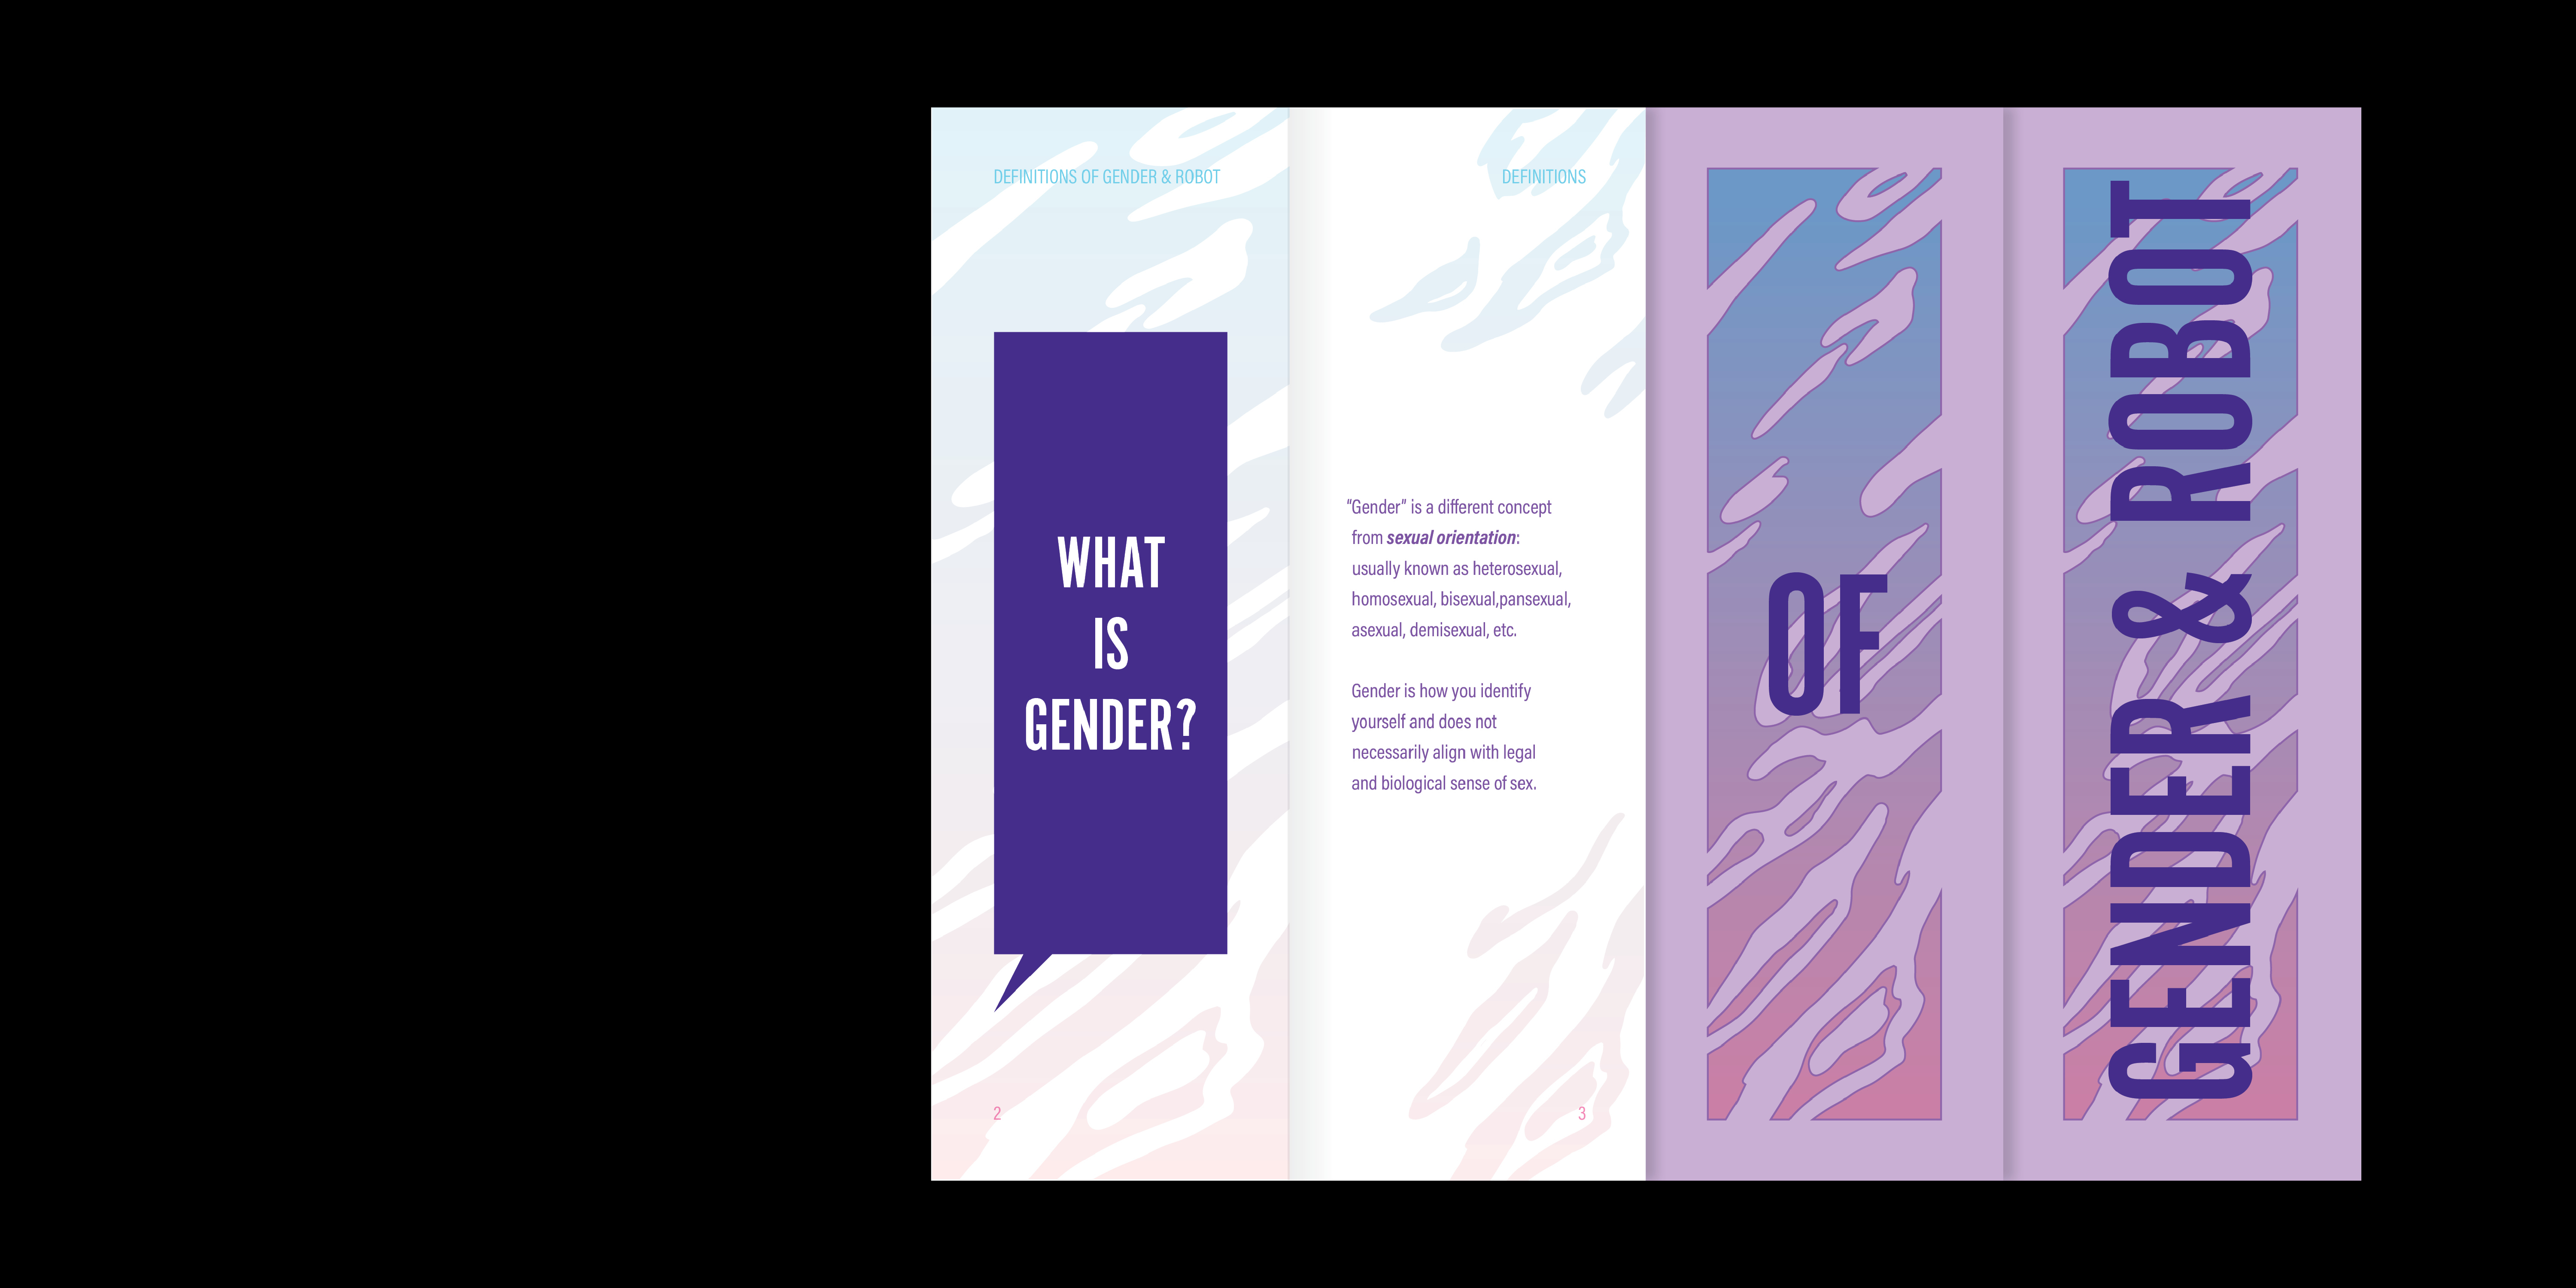 DEFINITIONS OF GENDER & ROBOT
WHAT
IS
GENDER?
2
DEFINITIONS
“Gender” is a different concept
from sexual orientation:
usually known as heterosexual,
homosexual, bisexual,pansexual,
asexual, demisexual, etc.
Gender is how you identify
yourself and does not
necessarily align with legal
and biological sense of sex.
3
OF
GENDER & ROBOT